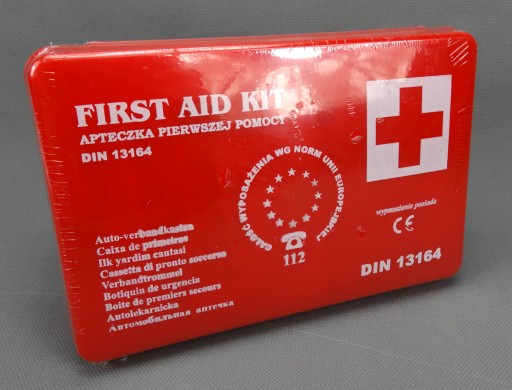 FIRST AID KIT
APTECZKA PIERWSZEJ POMOCY
DIN 13164
CAŁOŚĆ WYPOSAŻENIA WG NORM UNII EUROPEJSKIEJ
112
wyposażenie posiada
CE
DIN 13164
Auto-verbandkasten
Caixa de primeiros
Ilk yardim cantasi
Cassetta di pronto soccorso
Verbandtrommel
Botiquin de urgencia
Boite de premiers secours
Autolekarnicka
Автомобильная аптечка